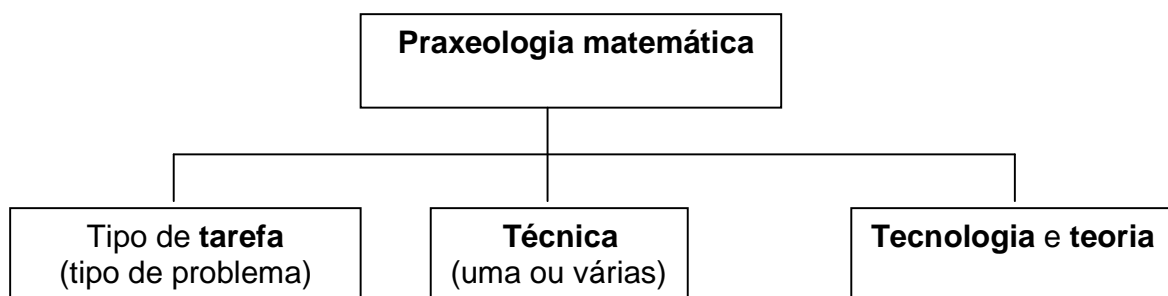 Praxeologia matemática
Tipo de tarefa
(tipo de problema)
Técnica
(uma ou várias)
Tecnologia e teoria